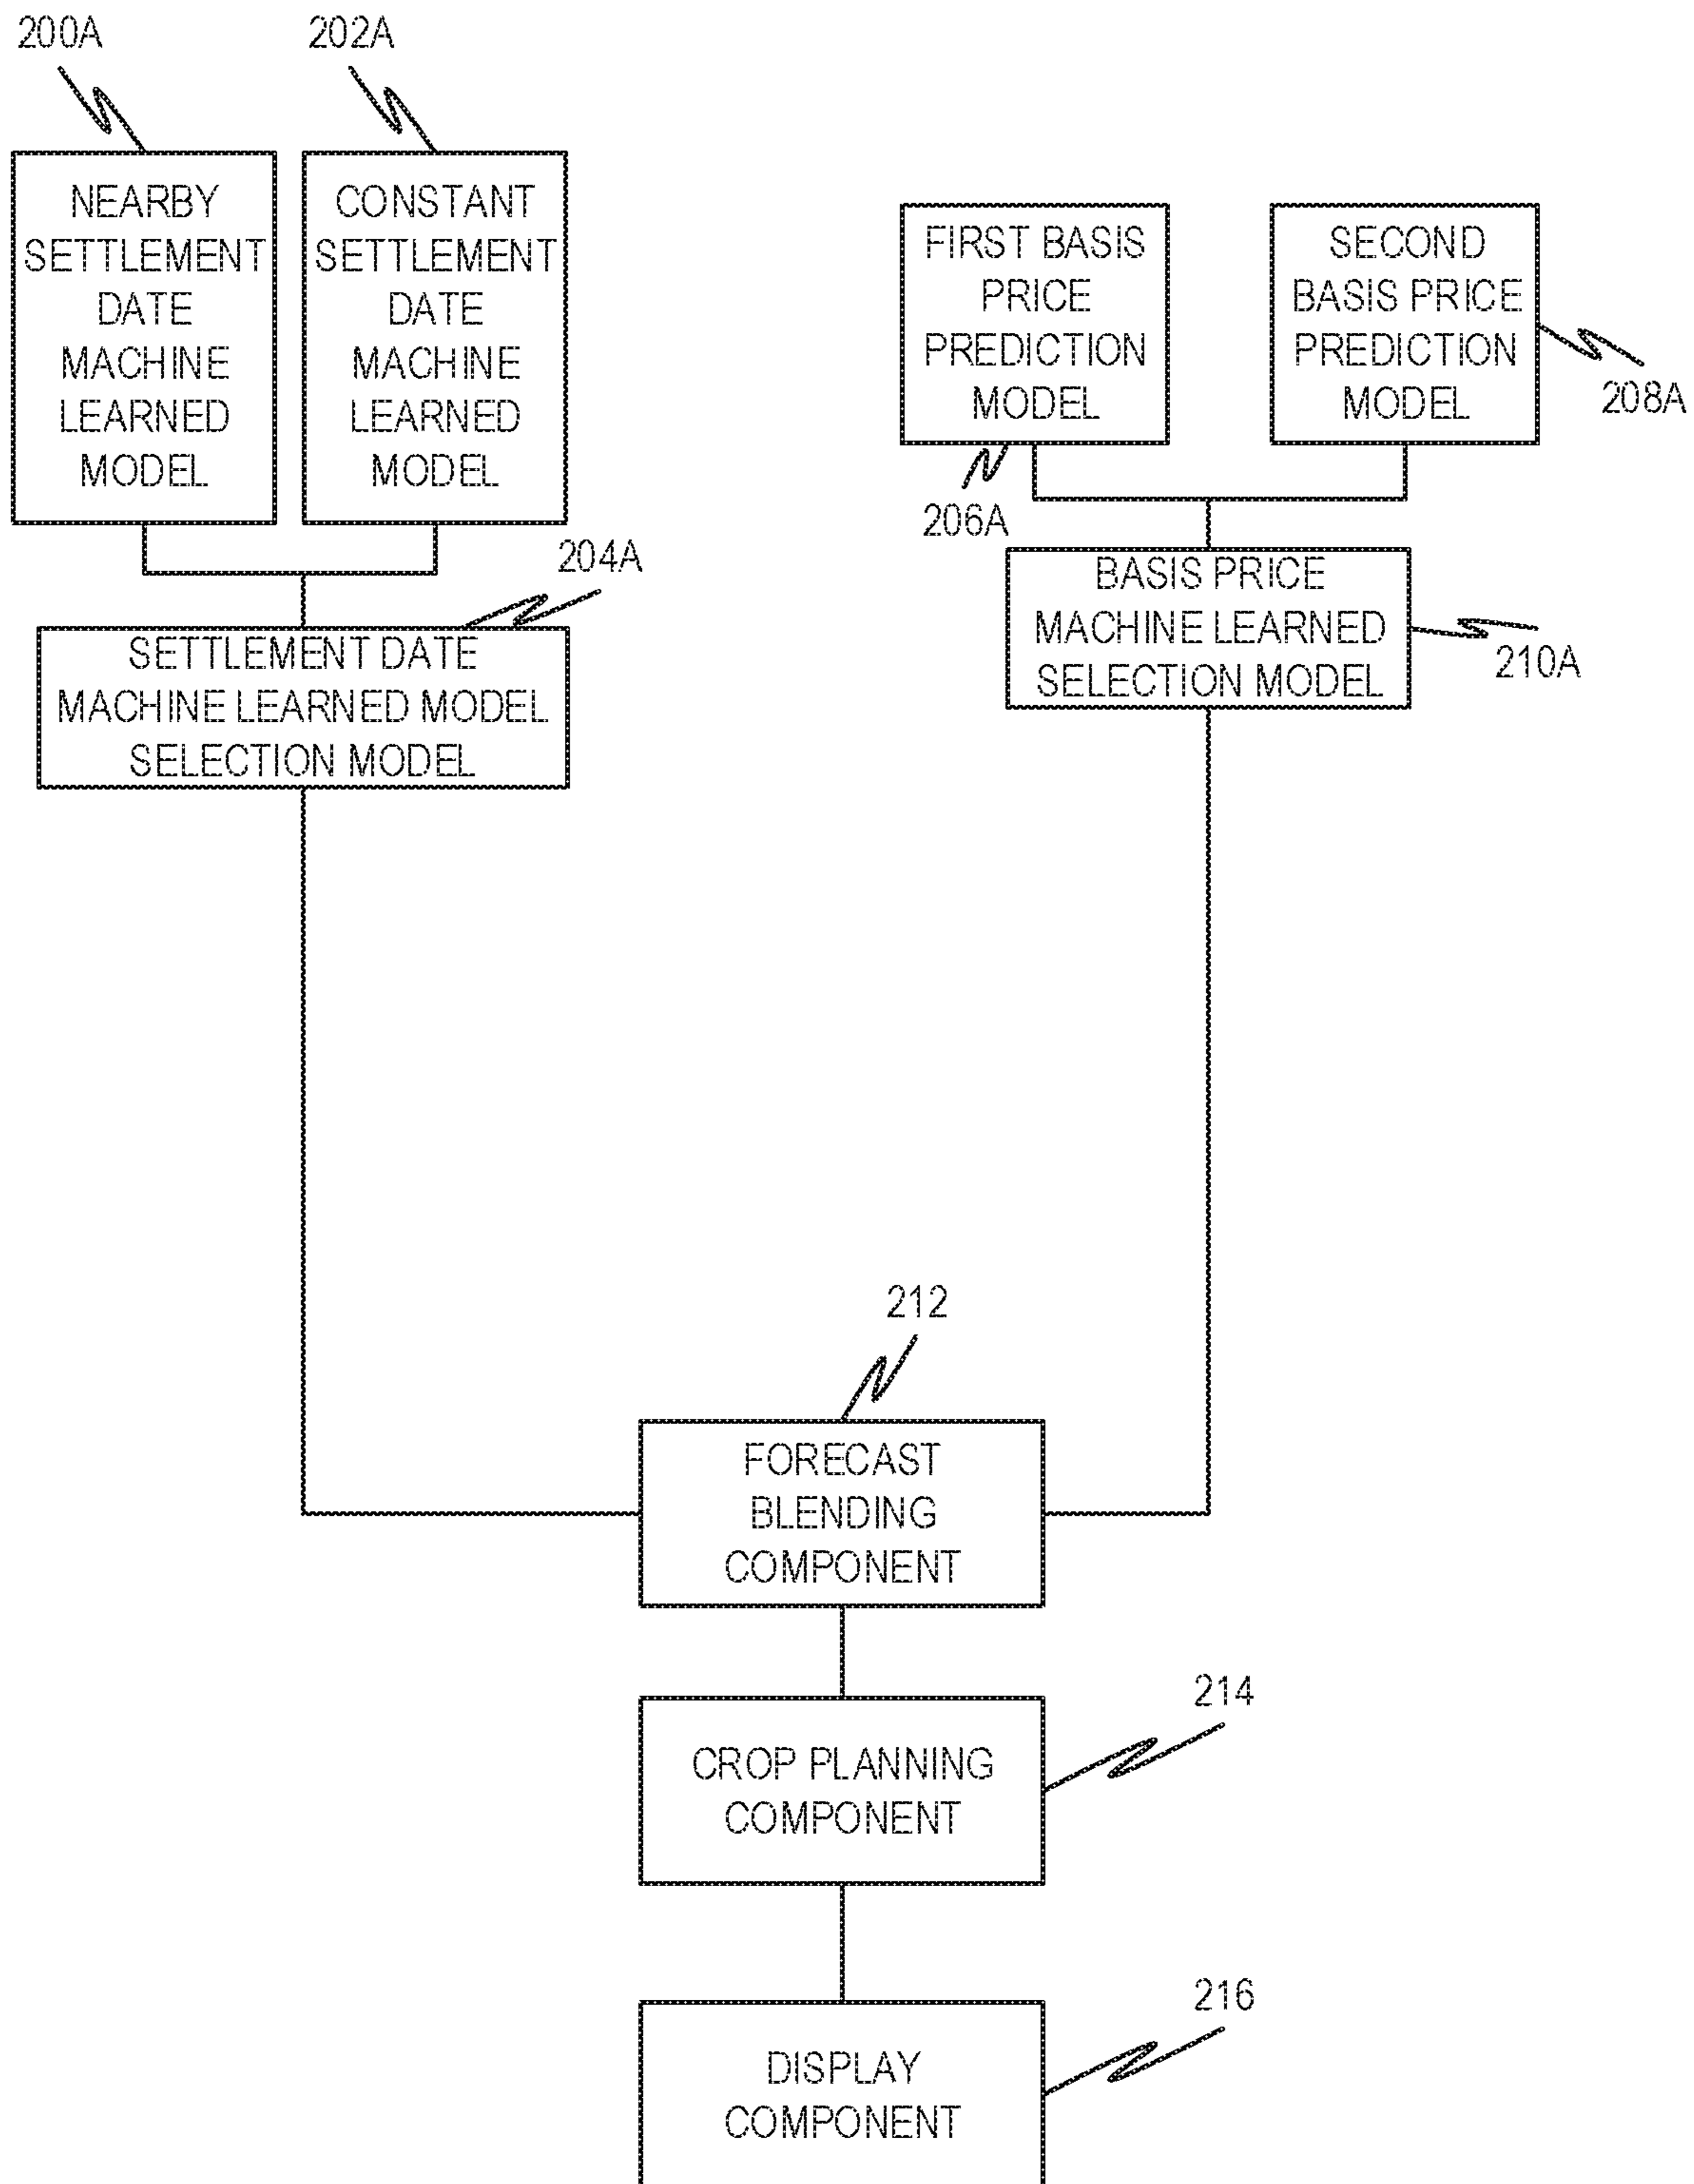 200A
202A
NEARBY
SETTLEMENT
DATE
MACHINE
LEARNED
MODEL
CONSTANT
SETTLEMENT
DATE
MACHINE
LEARNED
MODEL
204A
SETTLEMENT DATE
MACHINE LEARNED MODEL
SELECTION MODEL
FIRST BASIS
PRICE
PREDICTION
MODEL
206A
SECOND
BASIS PRICE
PREDICTION
MODEL
208A
BASIS PRICE
MACHINE LEARNED
SELECTION MODEL
210A
212
FORECAST
BLENDING
COMPONENT
214
CROP PLANNING
COMPONENT
216
DISPLAY
COMPONENT